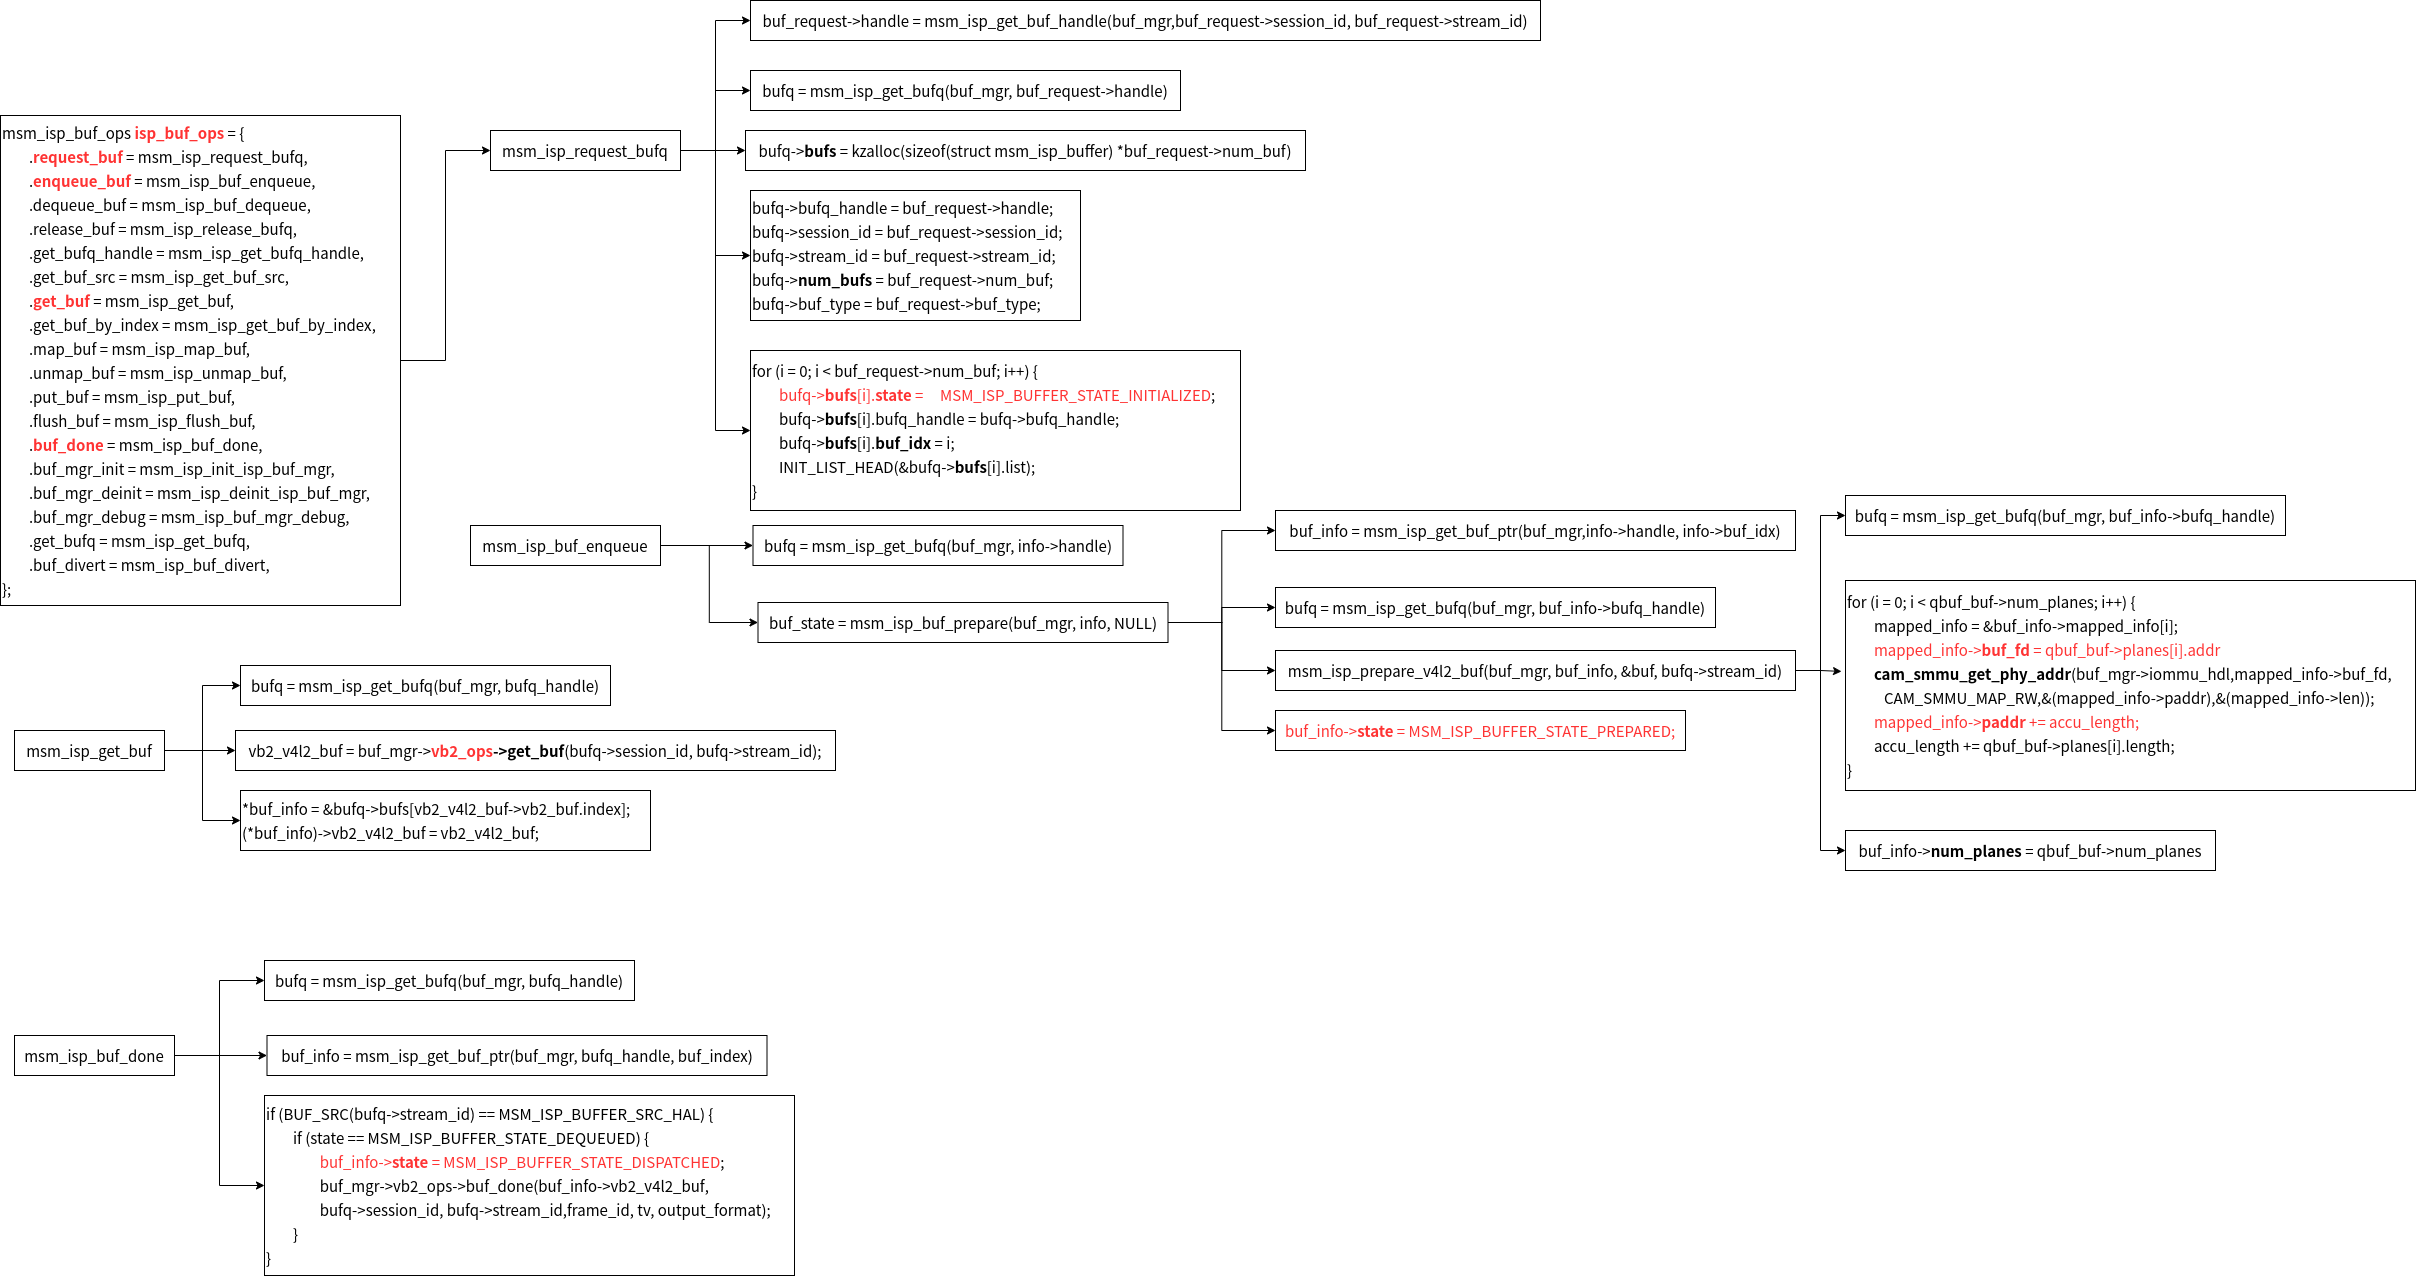 msm_isp_buf_ops isp_buf_ops = {
.request_buf = msm_isp_request_bufq,
.enqueue_buf = msm_isp_buf_enqueue,
.dequeue_buf = msm_isp_buf_dequeue,
.release_buf = msm_isp_release_bufq,
.get_bufq_handle = msm_isp_get_bufq_handle,
.get_buf_src = msm_isp_get_buf_src,
.get_buf = msm_isp_get_buf,
.get_buf_by_index = msm_isp_get_buf_by_index,
.map_buf = msm_isp_map_buf,
.unmap_buf = msm_isp_unmap_buf,
.put_buf = msm_isp_put_buf,
.flush_buf = msm_isp_flush_buf,
.buf_done = msm_isp_buf_done,
.buf_mgr_init = msm_isp_init_isp_buf_mgr,
.buf_mgr_deinit = msm_isp_deinit_isp_buf_mgr,
.buf_mgr_debug = msm_isp_buf_mgr_debug,
.get_bufq = msm_isp_get_bufq,
.buf_divert = msm_isp_buf_divert,
};
msm_isp_request_bufq
buf_request->handle = msm_isp_get_buf_handle(buf_mgr,buf_request->session_id, buf_request->stream_id)
bufq = msm_isp_get_bufq(buf_mgr, buf_request->handle)
bufq->bufs = kzalloc(sizeof(struct msm_isp_buffer) *buf_request->num_buf)
bufq->bufq_handle = buf_request->handle;
bufq->session_id = buf_request->session_id;
bufq->stream_id = buf_request->stream_id;
bufq->num_bufs = buf_request->num_buf;
bufq->buf_type = buf_request->buf_type;
for (i = 0; i < buf_request->num_buf; i++) {
bufq->bufs[i].state = MSM_ISP_BUFFER_STATE_INITIALIZED;
bufq->bufs[i].bufq_handle = bufq->bufq_handle;
bufq->bufs[i].buf_idx = i;
INIT_LIST_HEAD(&bufq->bufs[i].list);
}
msm_isp_buf_enqueue
bufq = msm_isp_get_bufq(buf_mgr, info->handle)
buf_state = msm_isp_buf_prepare(buf_mgr, info, NULL)
buf_info = msm_isp_get_buf_ptr(buf_mgr,info->handle, info->buf_idx)
bufq = msm_isp_get_bufq(buf_mgr, buf_info->bufq_handle)
msm_isp_prepare_v4l2_buf(buf_mgr, buf_info, &buf, bufq->stream_id)
buf_info->state = MSM_ISP_BUFFER_STATE_PREPARED;
bufq = msm_isp_get_bufq(buf_mgr, buf_info->bufq_handle)
for (i = 0; i < qbuf_buf->num_planes; i++) {
mapped_info = &buf_info->mapped_info[i];
mapped_info->buf_fd = qbuf_buf->planes[i].addr
cam_smmu_get_phy_addr(buf_mgr->iommu_hdl,mapped_info->buf_fd,
CAM_SMMU_MAP_RW,&(mapped_info->paddr),&(mapped_info->len));
mapped_info->paddr += accu_length;
accu_length += qbuf_buf->planes[i].length;
}
buf_info->num_planes = qbuf_buf->num_planes
msm_isp_get_buf
bufq = msm_isp_get_bufq(buf_mgr, bufq_handle)
vb2_v4l2_buf = buf_mgr->vb2_ops->get_buf(bufq->session_id, bufq->stream_id);
*buf_info = &bufq->bufs[vb2_v4l2_buf->vb2_buf.index];
(*buf_info)->vb2_v4l2_buf = vb2_v4l2_buf;
msm_isp_buf_done
bufq = msm_isp_get_bufq(buf_mgr, bufq_handle)
buf_info = msm_isp_get_buf_ptr(buf_mgr, bufq_handle, buf_index)
if (BUF_SRC(bufq->stream_id) == MSM_ISP_BUFFER_SRC_HAL) {
if (state == MSM_ISP_BUFFER_STATE_DEQUEUED) {
buf_info->state = MSM_ISP_BUFFER_STATE_DISPATCHED;
buf_mgr->vb2_ops->buf_done(buf_info->vb2_v4l2_buf,
bufq->session_id, bufq->stream_id,frame_id, tv, output_format);
}
}